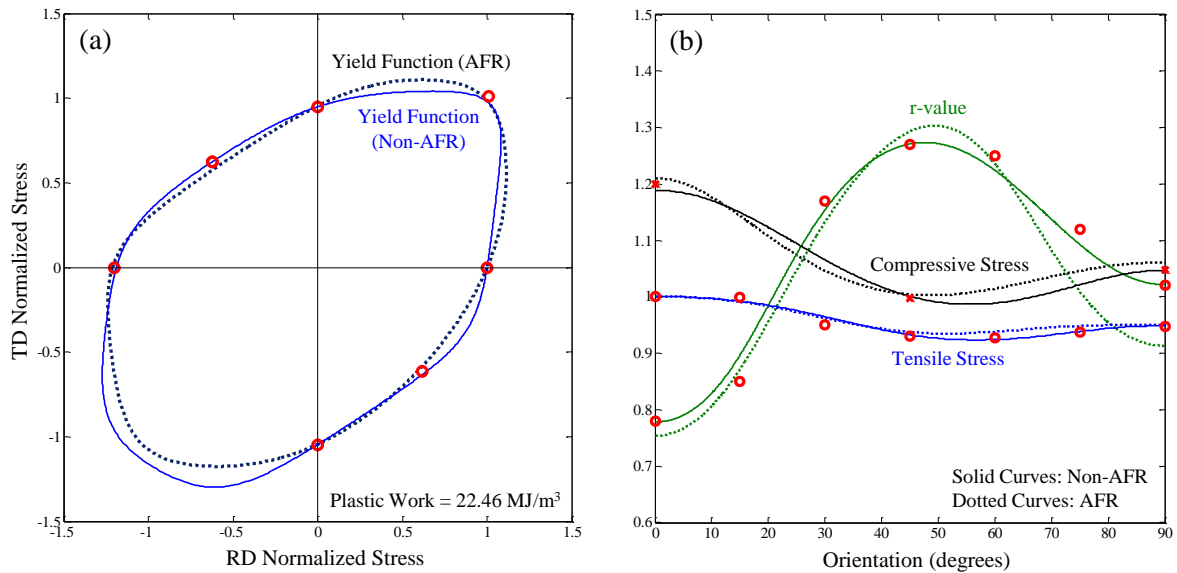 (a)
Yield Function (AFR)
Yield Function
(Non-AFR)
Plastic Work = 22.46 MJ/m³
1.5
1
0.5
0
-0.5
-1
-1.5
-1.5 -1 -0.5 0 0.5 1 1.5
TD Normalized Stress
RD Normalized Stress
(b)
r-value
Compressive Stress
Tensile Stress
Solid Curves: Non-AFR
Dotted Curves: AFR
1.5
1.4
1.3
1.2
1.1
1
0.9
0.8
0.7
0.6
0 10 20 30 40 50 60 70 80 90
Orientation (degrees)